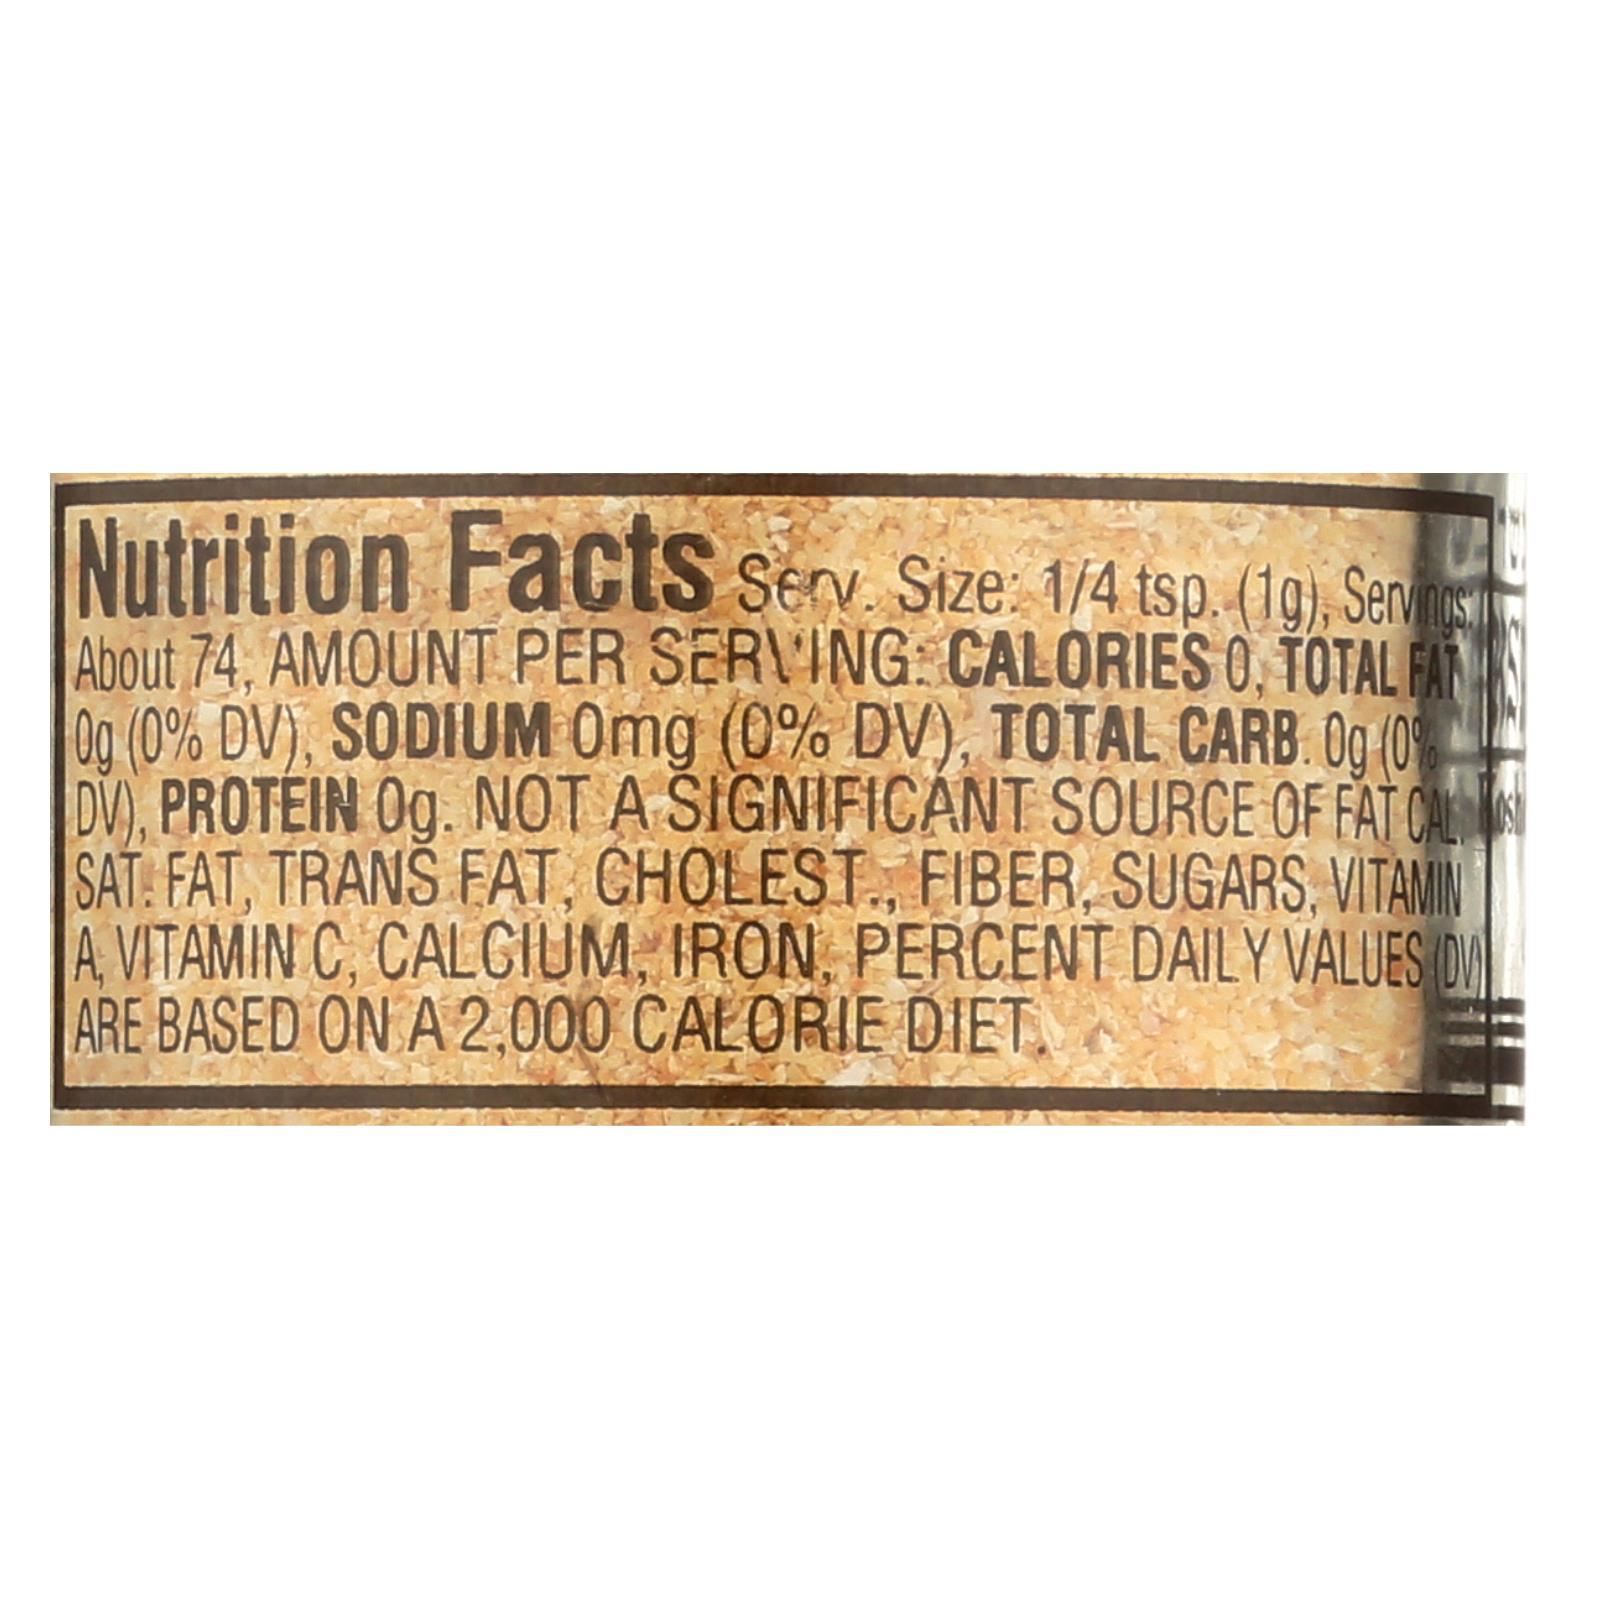 Nutrition Facts Serv. Size: 1/4 tsp. (1g), Servings:
About 74, AMOUNT PER SERVING: CALORIES 0, TOTAL FAT
0g (0% DV), SODIUM 0mg (0% DV), TOTAL CARB. 0g (0%
DV), PROTEIN 0g. NOT A SIGNIFICANT SOURCE OF FAT CAL.
SAT. FAT, TRANS FAT, CHOLEST., FIBER, SUGARS, VITAMIN
A, VITAMIN C, CALCIUM, IRON, PERCENT DAILY VALUES (DV)
ARE BASED ON A 2,000 CALORIE DIET.